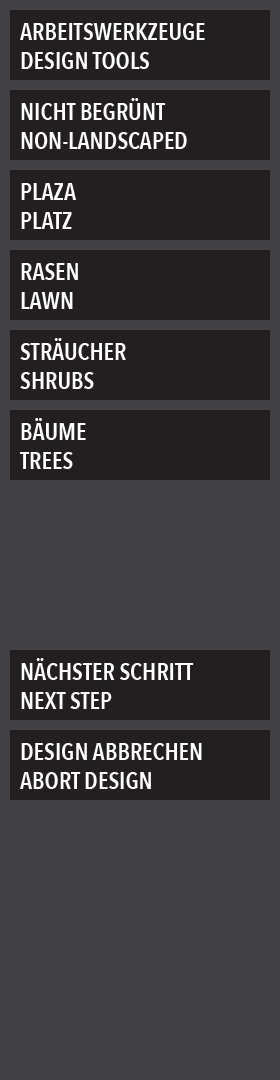 ARBEITSWERKZEUGE
DESIGN TOOLS
NICHT BEGRÜNT
NON-LANDSCAPED
PLAZA
PLATZ
RASEN
LAWN
STRÄUCHER
SHRUBS
BÄUME
TREES
NÄCHSTER SCHRITT
NEXT STEP
DESIGN ABBRECHEN
ABORT DESIGN